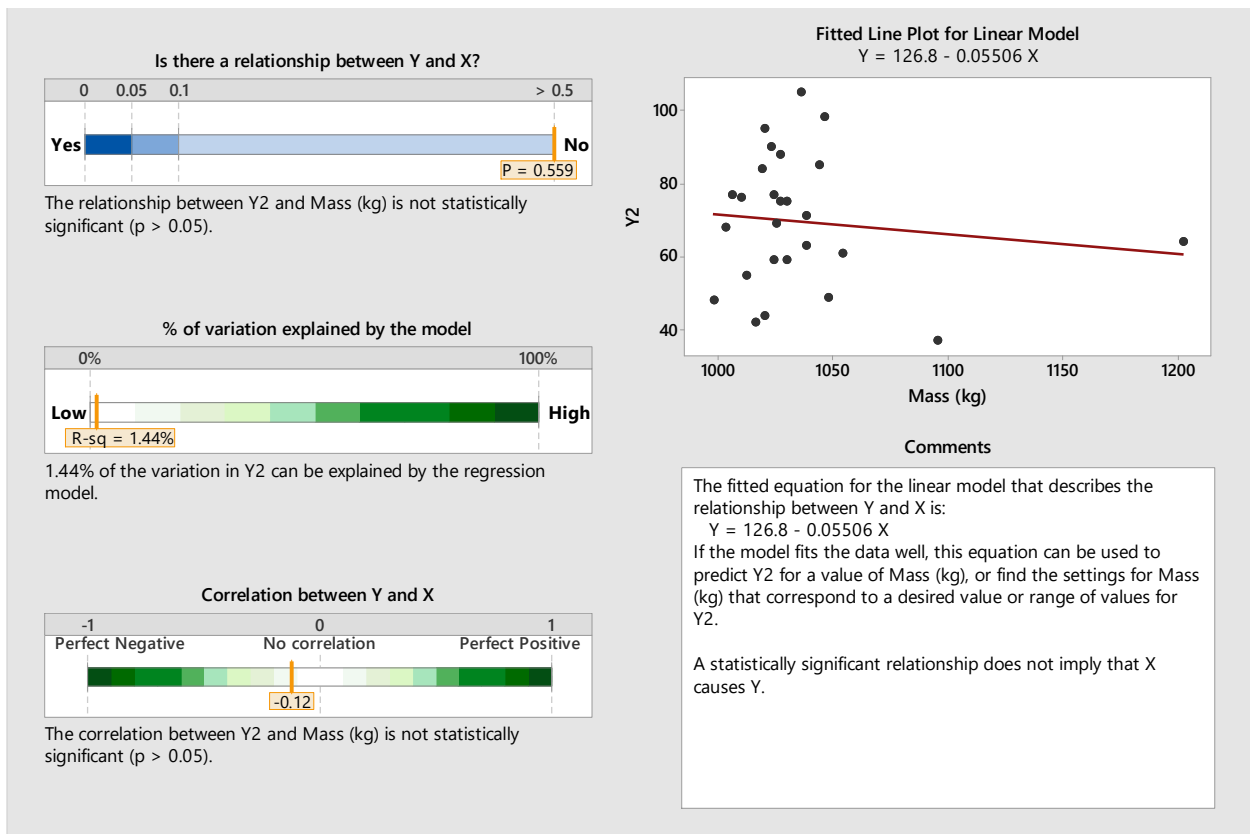 Is there a relationship between Y and X?
0 0.05 0.1 > 0.5
Yes No
P = 0.559
The relationship between Y2 and Mass (kg) is not statistically
significant (p > 0.05).
% of variation explained by the model
0% 100%
Low High
R-sq = 1.44%
1.44% of the variation in Y2 can be explained by the regression
model.
Correlation between Y and X
-1 0 1
Perfect Negative No correlation Perfect Positive
-0.12
The correlation between Y2 and Mass (kg) is not statistically
significant (p > 0.05).
Fitted Line Plot for Linear Model
Y = 126.8 - 0.05506 X
100
80
60
40
Y2
1000 1050 1100 1150 1200
Mass (kg)
Comments
The fitted equation for the linear model that describes the
relationship between Y and X is:
Y = 126.8 - 0.05506 X
If the model fits the data well, this equation can be used to
predict Y2 for a value of Mass (kg), or find the settings for Mass
(kg) that correspond to a desired value or range of values for
Y2.
A statistically significant relationship does not imply that X
causes Y.